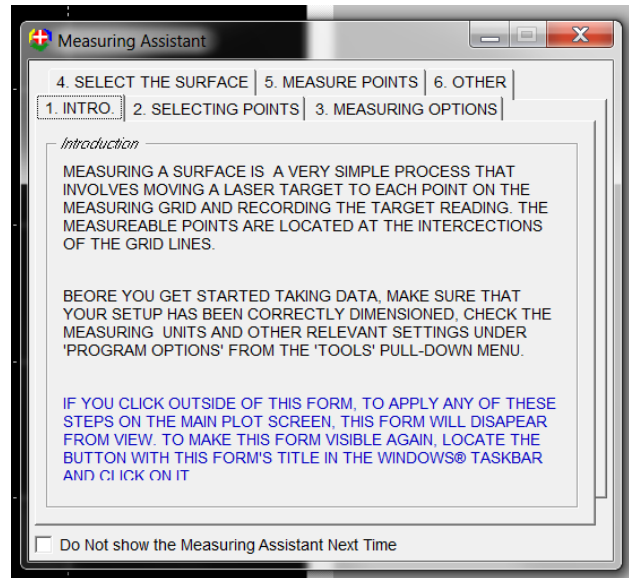 Measuring Assistant
4. SELECT THE SURFACE 5. MEASURE POINTS 6. OTHER
1. INTRO. 2. SELECTING POINTS 3. MEASURING OPTIONS
Introduction
MEASURING A SURFACE IS A VERY SIMPLE PROCESS THAT
INVOLVES MOVING A LASER TARGET TO EACH POINT ON THE
MEASURING GRID AND RECORDING THE TARGET READING. THE
MEASUREABLE POINTS ARE LOCATED AT THE INTERCECTIONS
OF THE GRID LINES.
BEORE YOU GET STARTED TAKING DATA, MAKE SURE THAT
YOUR SETUP HAS BEEN CORRECTLY DIMENSIONED, CHECK THE
MEASURING UNITS AND OTHER RELEVANT SETTINGS UNDER
'PROGRAM OPTIONS' FROM THE 'TOOLS' PULL-DOWN MENU.
IF YOU CLICK OUTSIDE OF THIS FORM, TO APPLY ANY OF THESE
STEPS ON THE MAIN PLOT SCREEN, THIS FORM WILL DISAPEAR
FROM VIEW. TO MAKE THIS FORM VISIBLE AGAIN, LOCATE THE
BUTTON WITH THIS FORM'S TITLE IN THE WINDOWS® TASKBAR
AND CLICK ON IT
Do Not show the Measuring Assistant Next Time